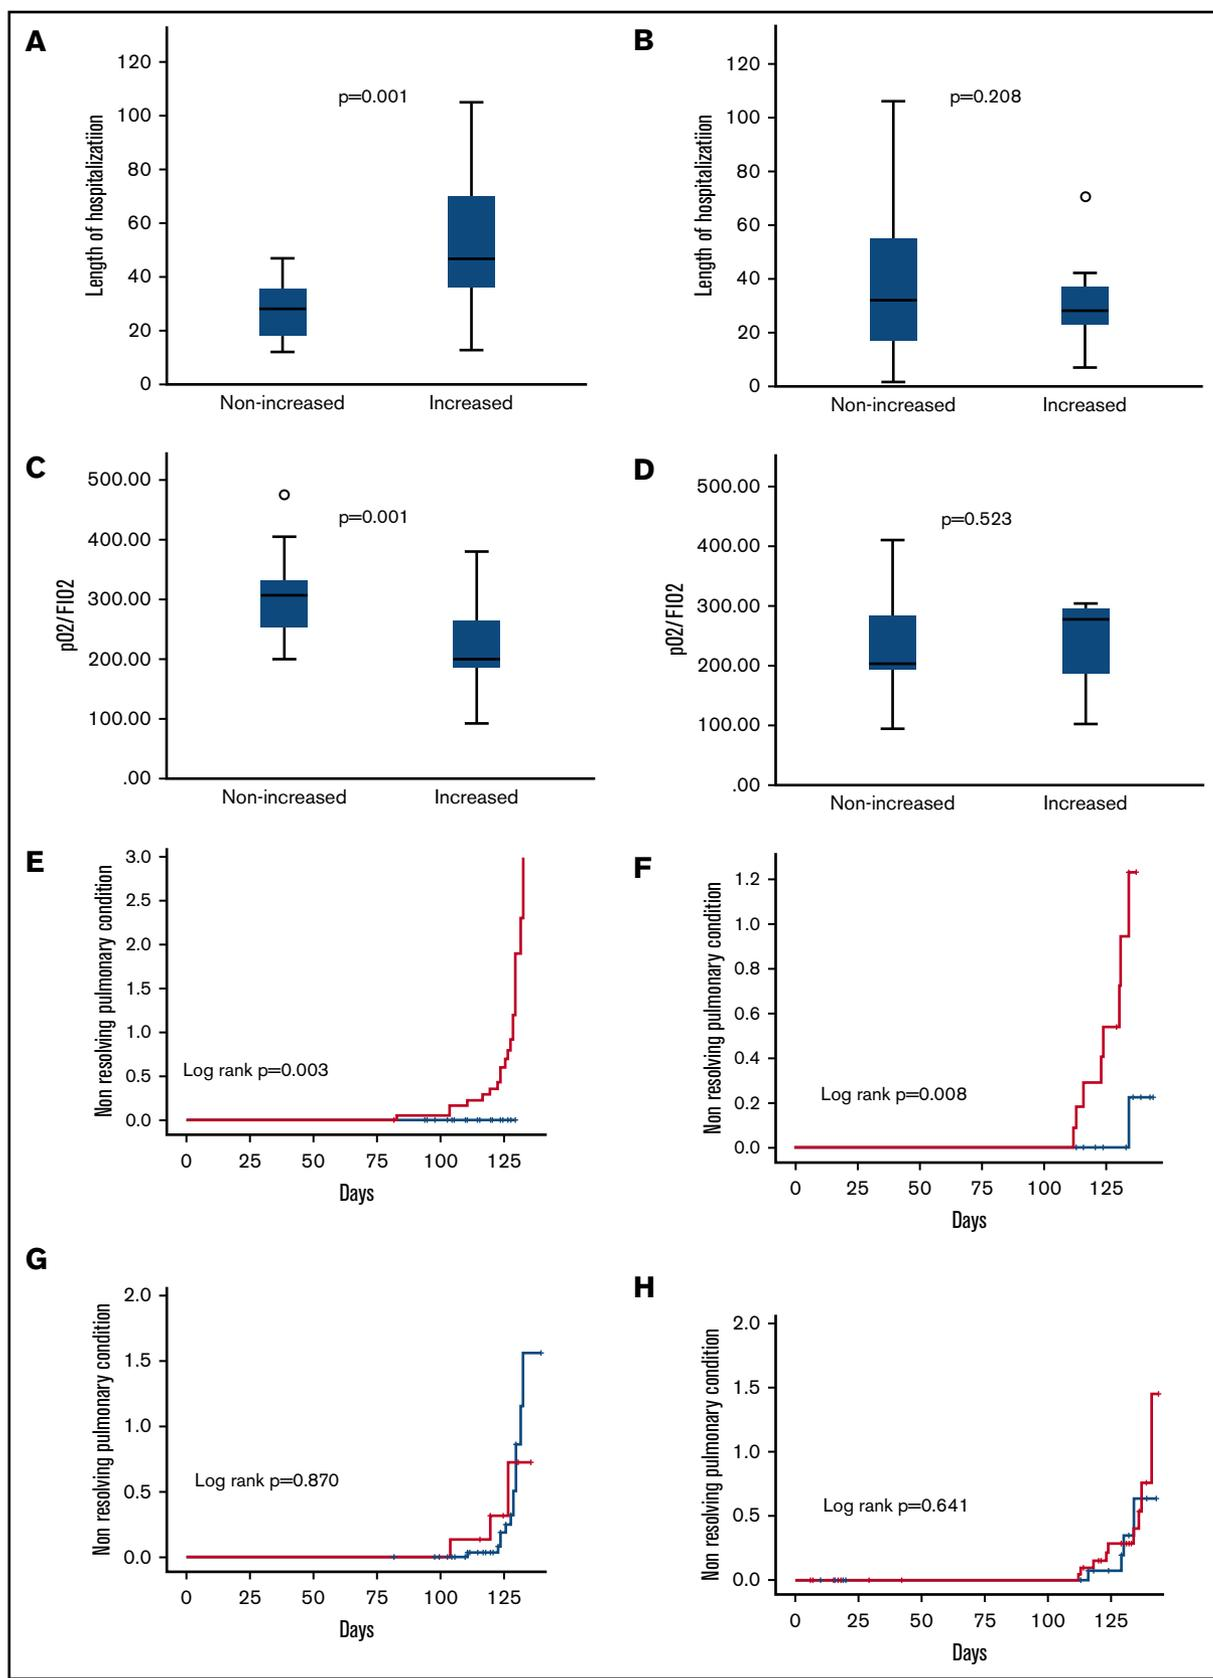 A
120
100
80
60
40
20
0
Length of hospitalizatiion
p=0.001
Non-increased Increased
B
120
100
80
60
40
20
0
Length of hospitalizatiion
p=0.208
Non-increased Increased
C
500.00
400.00
300.00
200.00
100.00
.00
pO2/FIO2
p=0.001
Non-increased Increased
D
500.00
400.00
300.00
200.00
100.00
.00
pO2/FIO2
p=0.523
Non-increased Increased
E
3.0
2.5
2.0
1.5
1.0
0.5
0.0
Non resolving pulmonary condition
Log rank p=0.003
0 25 50 75 100 125
Days
F
1.2
1.0
0.8
0.6
0.4
0.2
0.0
Non resolving pulmonary condition
Log rank p=0.008
0 25 50 75 100 125
Days
G
2.0
1.5
1.0
0.5
0.0
Non resolving pulmonary condition
Log rank p=0.870
0 25 50 75 100 125
Days
H
2.0
1.5
1.0
0.5
0.0
Non resolving pulmonary condition
Log rank p=0.641
0 25 50 75 100 125
Days